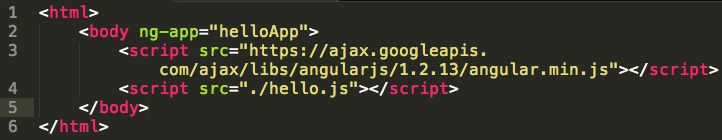 1 <html>
2 <body ng-app="helloApp">
3 <script src="https://ajax.googleapis.
com/ajax/libs/angularjs/1.2.13/angular.min.js"></script>
4 <script src="./hello.js"></script>
5 </body>
6 </html>